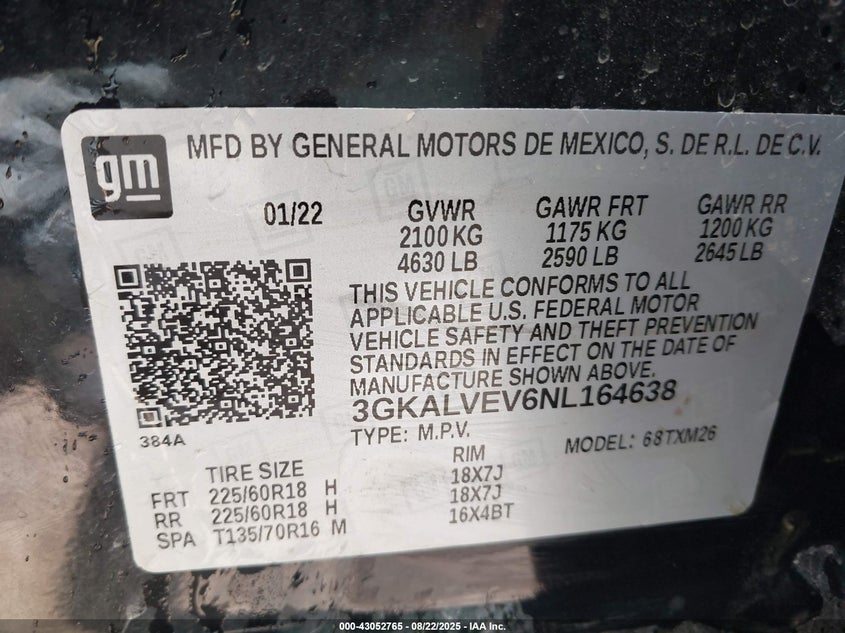 gm
MFD BY GENERAL MOTORS DE MEXICO, S. DE R.L. DE C.V.
01/22 GVWR GAWR FRT GAWR RR
2100 KG 1175 KG 1200 KG
4630 LB 2590 LB 2645 LB
THIS VEHICLE CONFORMS TO ALL
APPLICABLE U.S. FEDERAL MOTOR
VEHICLE SAFETY AND THEFT PREVENTION
STANDARDS IN EFFECT ON THE DATE OF
MANUFACTURE SHOWN ABOVE.
3GKALVEV6NL164638
384A
TYPE: M.P.V. MODEL: 68TXM26
TIRE SIZE RIM
FRT 225/60R18 H 18X7J
RR 225/60R18 H 18X7J
SPA T135/70R16 M 16X4BT
000-43052765 - 08/22/2025 - IAA Inc.